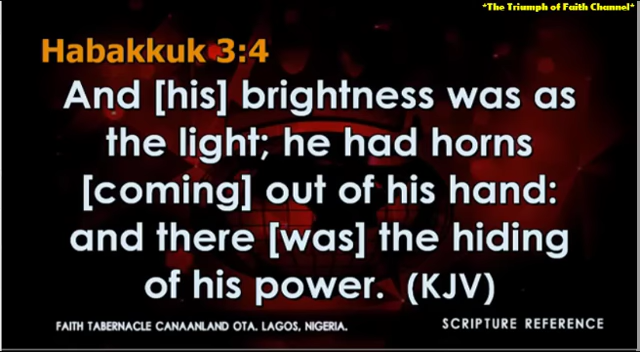 *The Triumph of Faith Channel*
Habakkuk 3:4
And [his] brightness was as
the light; he had horns
[coming] out of his hand:
and there [was] the hiding
of his power. (KJV)
FAITH TABERNACLE CANAANLAND OTA. LAGOS, NIGERIA.
SCRIPTURE REFERENCE